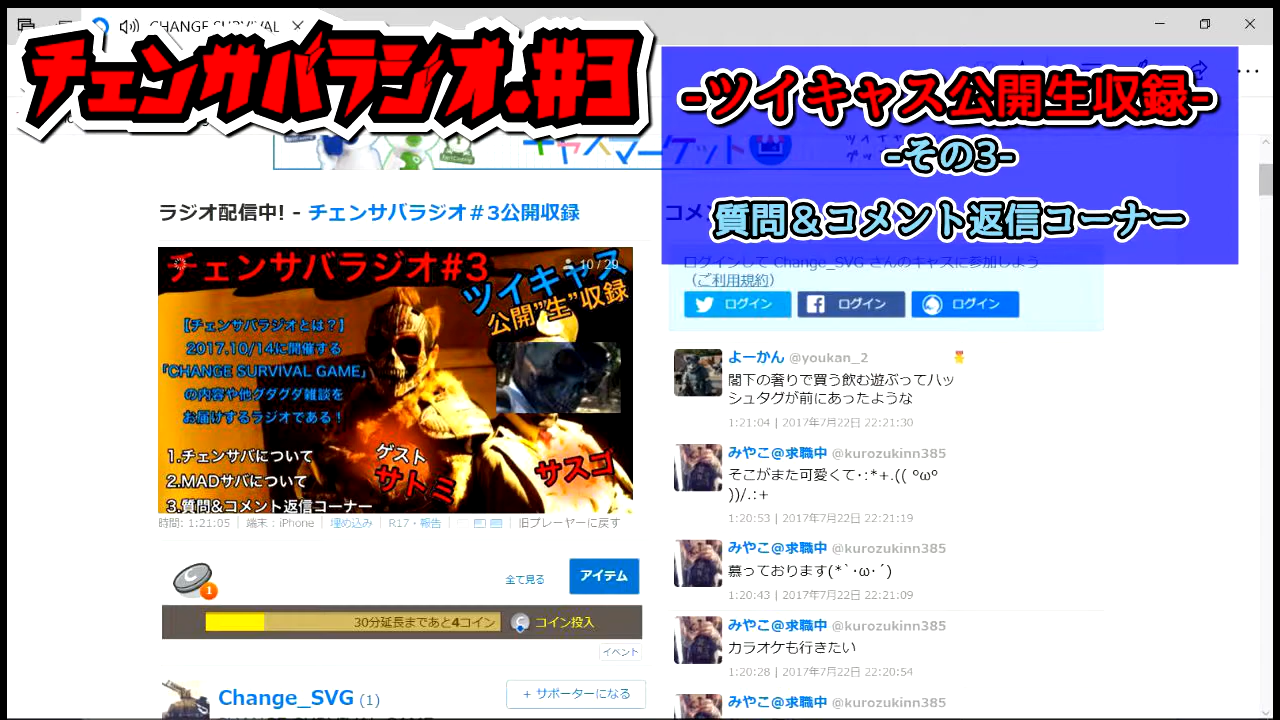 CHANGE SURVIVAL
チェンサバラジオ.#3
-ツイキャス公開生収録-
-その3-
質問＆コメント返信コーナー
キャスマーケット
ラジオ配信中! - チェンサバラジオ＃3公開収録
チェンサバラジオ#3
10 / 29
ツイキャス
公開”生”収録
【チェンサバラジオとは？】
2017.10/14に開催する
「CHANGE SURVIVAL GAME」
の内容や他グダグダ雑談を
お届けするラジオである！
1.チェンサバについて
2.MADサバについて
3.質問&コメント返信コーナー
ゲスト
サトミ
サスゴ
時間: 1:21:05 | 端末 : iPhone | 埋め込み | R17・報告 | 旧プレーヤーに戻す
1
全て見る
アイテム
30分延長まであと4コイン
コイン投入
イベント
Change_SVG (1)
+ サポーターになる
ログインして Change_SVG さんのキャスに参加しよう
（ご利用規約）
ログイン
ログイン
ログイン
よーかん @youkan_2
閣下の奢りで買う飲む遊ぶってハッ
シュタグが前にあったような
1:21:04 | 2017年7月22日 22:21:30
みやこ@求職中 @kurozukinn385
そこがまた可愛くて･:*+.(( °ω°
))/.:+
1:20:53 | 2017年7月22日 22:21:19
みやこ@求職中 @kurozukinn385
慕っております(*`･ω･´)
1:20:43 | 2017年7月22日 22:21:09
みやこ@求職中 @kurozukinn385
カラオケも行きたい
1:20:28 | 2017年7月22日 22:20:54
みやこ@求職中 @kurozukinn385